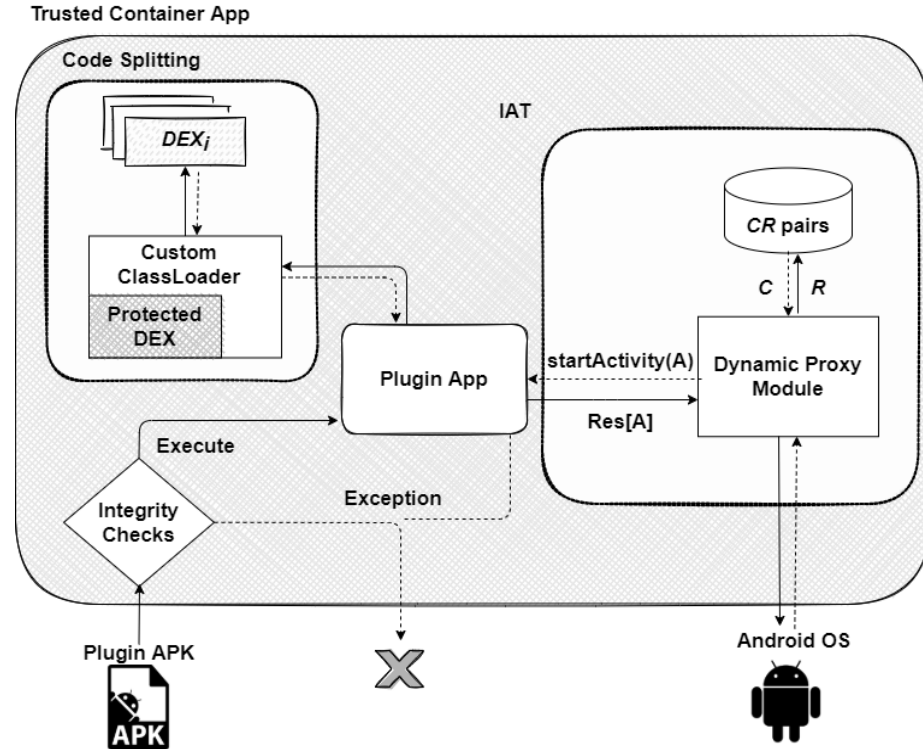 Trusted Container App
Code Splitting
IAT
DEXi
CR pairs
Custom
ClassLoader
C
R
Protected
DEX
startActivity(A)
Dynamic Proxy
Module
Plugin App
Res[A]
Execute
Exception
Integrity
Checks
Plugin APK
Android OS
APK